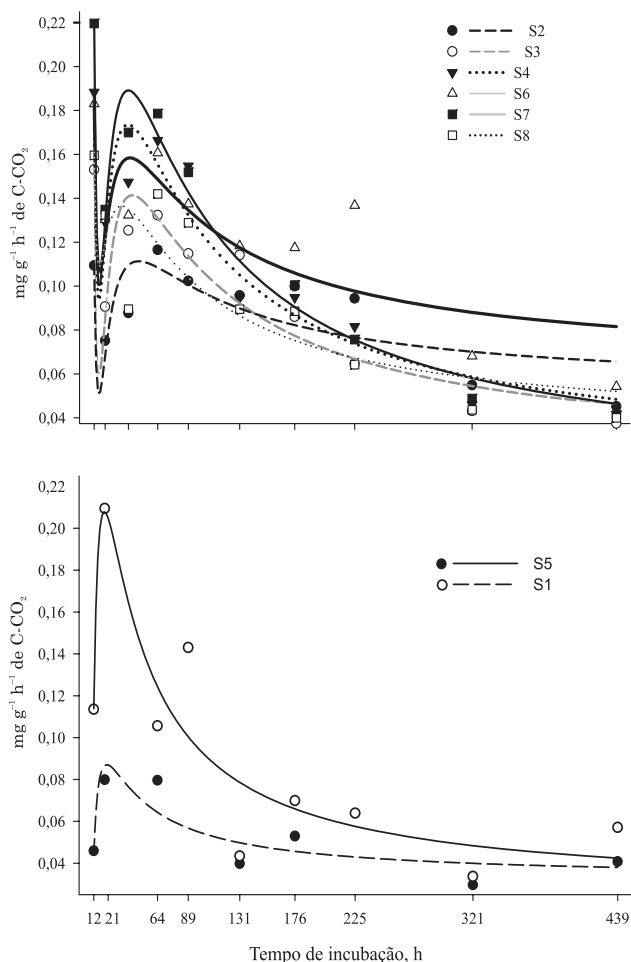 0,22
0,20
0,18
0,16
0,14
0,12
0,10
0,08
0,06
0,04
mg g⁻¹ h⁻¹ de C-CO₂
S2
S3
S4
S6
S7
S8
0,22
0,20
0,18
0,16
0,14
0,12
0,10
0,08
0,06
0,04
mg g⁻¹ h⁻¹ de C-CO₂
S5
S1
12 21 64 89 131 176 225 321 439
Tempo de incubação, h